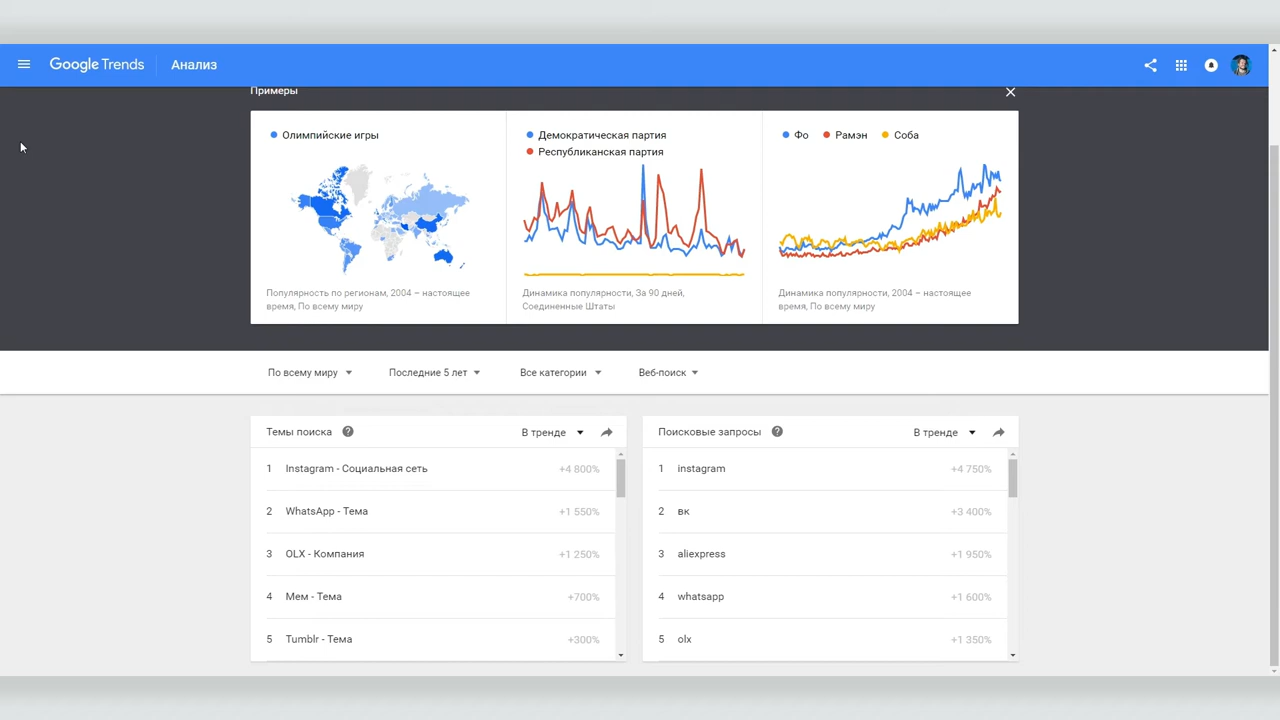 Google Trends Анализ
Примеры
Олимпийские игры
Популярность по регионам, 2004 – настоящее
время, По всему миру
Демократическая партия
Республиканская партия
Динамика популярности, За 90 дней,
Соединенные Штаты
Фо Рамэн Соба
Динамика популярности, 2004 – настоящее
время, По всему миру
По всему миру Последние 5 лет Все категории Веб-поиск
Темы поиска ? В тренде
1 Instagram - Социальная сеть +4 800%
2 WhatsApp - Тема +1 550%
3 OLX - Компания +1 250%
4 Мем - Тема +700%
5 Tumblr - Тема +300%
Поисковые запросы ? В тренде
1 instagram +4 750%
2 вк +3 400%
3 aliexpress +1 950%
4 whatsapp +1 600%
5 olx +1 350%